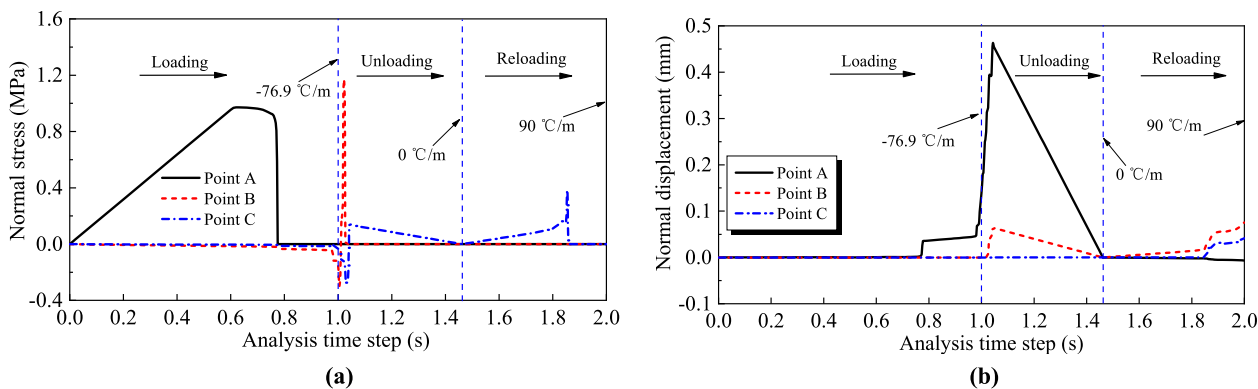 1.6
1.2
0.8
0.4
0.0
-0.4
Normal stress (MPa)
Loading
-76.9 ℃/m
Unloading
Reloading
0 ℃/m
90 ℃/m
Point A
Point B
Point C
0.0 0.2 0.4 0.6 0.8 1.0 1.2 1.4 1.6 1.8 2.0
Analysis time step (s)
(a)
0.5
0.4
0.3
0.2
0.1
0.0
-0.1
Normal displacement (mm)
Loading
Unloading
Reloading
90 ℃/m
-76.9 ℃/m
0 ℃/m
Point A
Point B
Point C
0.0 0.2 0.4 0.6 0.8 1.0 1.2 1.4 1.6 1.8 2.0
Analysis time step (s)
(b)